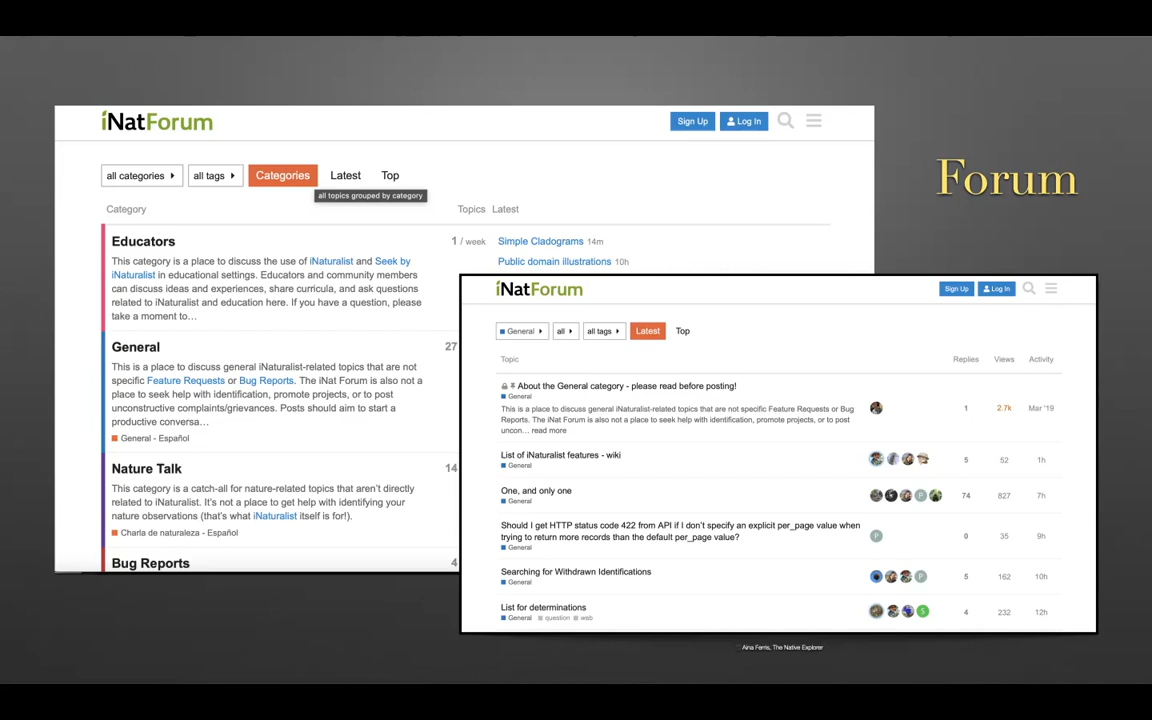 Forum
iNatForum
Sign Up
Log In
all categories
all tags
Categories
Latest
Top
all topics grouped by category
Category
Topics
Latest
Educators
1 / week
This category is a place to discuss the use of iNaturalist and Seek by
iNaturalist in educational settings. Educators and community members
can discuss ideas and experiences, share curricula, and ask questions
related to iNaturalist and education here. If you have a question, please
take a moment to…
Simple Cladograms 14m
Public domain illustrations 10h
General
27
This is a place to discuss general iNaturalist-related topics that are not
specific Feature Requests or Bug Reports. The iNat Forum is also not a
place to seek help with identification, promote projects, or to post
unconstructive complaints/grievances. Posts should aim to start a
productive conversa…
General - Español
Nature Talk
14
This category is a catch-all for nature-related topics that aren't directly
related to iNaturalist. It's not a place to get help with identifying your
nature observations (that's what iNaturalist itself is for!).
Charla de naturaleza - Español
Bug Reports
4
iNatForum
Sign Up
Log In
General
all
all tags
Latest
Top
Topic
Replies
Views
Activity
About the General category - please read before posting!
General
This is a place to discuss general iNaturalist-related topics that are not specific Feature Requests or Bug
Reports. The iNat Forum is also not a place to seek help with identification, promote projects, or to post
uncon… read more
1
2.7k
Mar '19
List of iNaturalist features - wiki
General
5
52
1h
One, and only one
General
P
74
827
7h
Should I get HTTP status code 422 from API if I don't specify an explicit per_page value when
trying to return more records than the default per_page value?
General
P
0
35
9h
Searching for Withdrawn Identifications
General
P
5
162
10h
List for determinations
General question web
S
4
232
12h
Aina Ferris, The Native Explorer